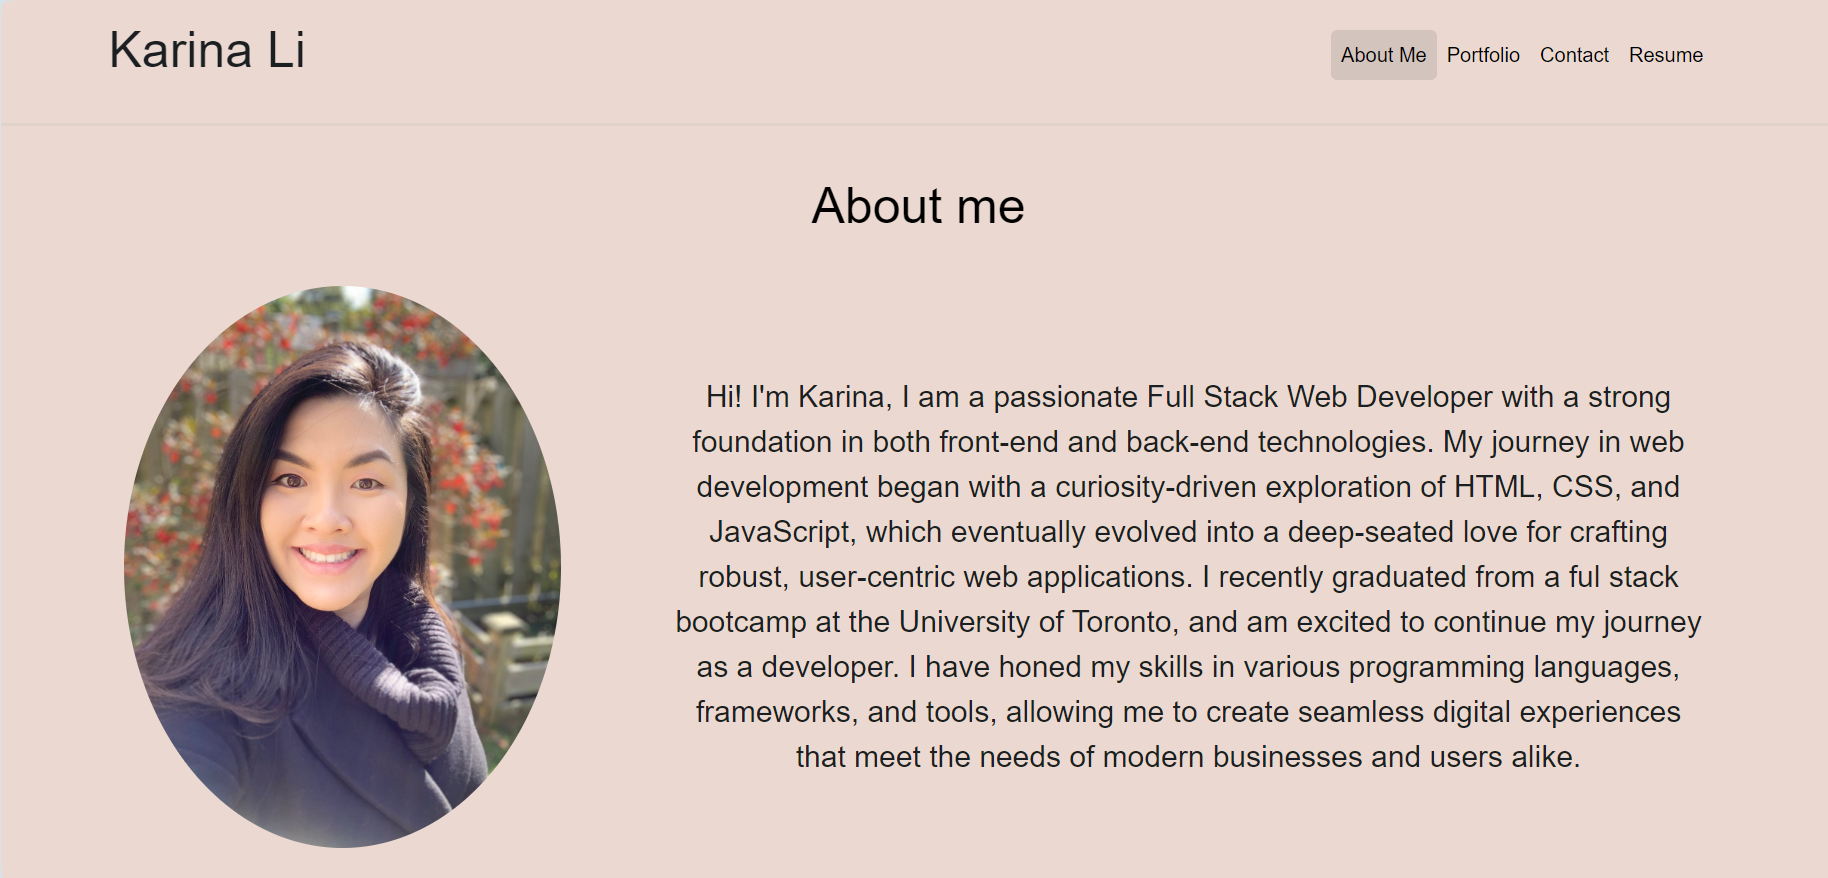 Karina Li
About Me Portfolio Contact Resume
About me
Hi! I'm Karina, I am a passionate Full Stack Web Developer with a strong
foundation in both front-end and back-end technologies. My journey in web
development began with a curiosity-driven exploration of HTML, CSS, and
JavaScript, which eventually evolved into a deep-seated love for crafting
robust, user-centric web applications. I recently graduated from a ful stack
bootcamp at the University of Toronto, and am excited to continue my journey
as a developer. I have honed my skills in various programming languages,
frameworks, and tools, allowing me to create seamless digital experiences
that meet the needs of modern businesses and users alike.